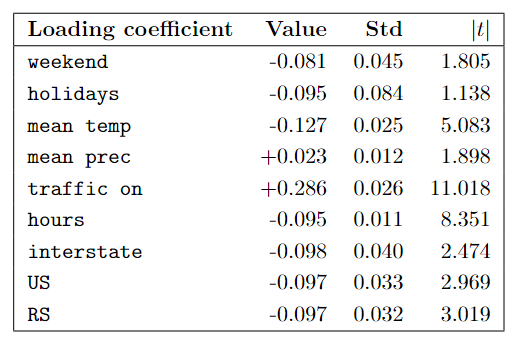 Loading coefficient Value Std |t|
weekend -0.081 0.045 1.805
holidays -0.095 0.084 1.138
mean temp -0.127 0.025 5.083
mean prec +0.023 0.012 1.898
traffic on +0.286 0.026 11.018
hours -0.095 0.011 8.351
interstate -0.098 0.040 2.474
US -0.097 0.033 2.969
RS -0.097 0.032 3.019